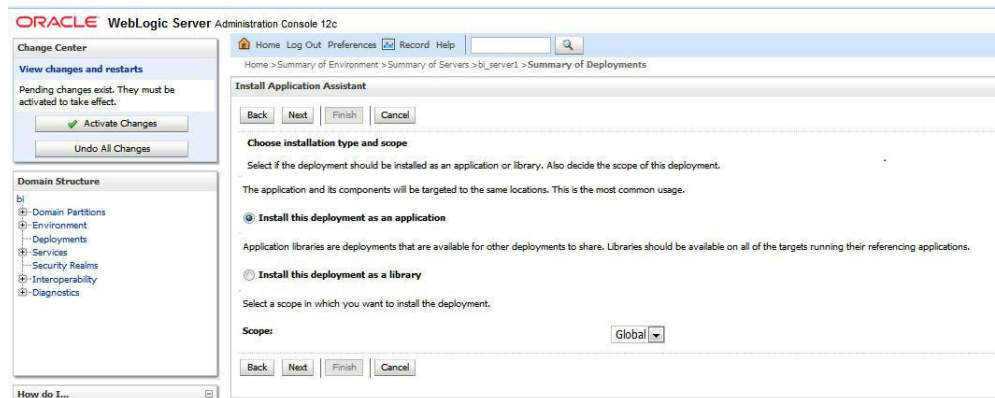 ORACLE WebLogic Server Administration Console 12c
Change Center
View changes and restarts
Pending changes exist. They must be
activated to take effect.
Activate Changes
Undo All Changes
Domain Structure
bi
Domain Partitions
Environment
Deployments
Services
Security Realms
Interoperability
Diagnostics
How do I...
Home Log Out Preferences Record Help
Home >Summary of Environment >Summary of Servers >bi_server1 >Summary of Deployments
Install Application Assistant
Back Next Finish Cancel
Choose installation type and scope
Select if the deployment should be installed as an application or library. Also decide the scope of this deployment.
The application and its components will be targeted to the same locations. This is the most common usage.
Install this deployment as an application
Application libraries are deployments that are available for other deployments to share. Libraries should be available on all of the targets running their referencing applications.
Install this deployment as a library
Select a scope in which you want to install the deployment.
Scope: Global
Back Next Finish Cancel